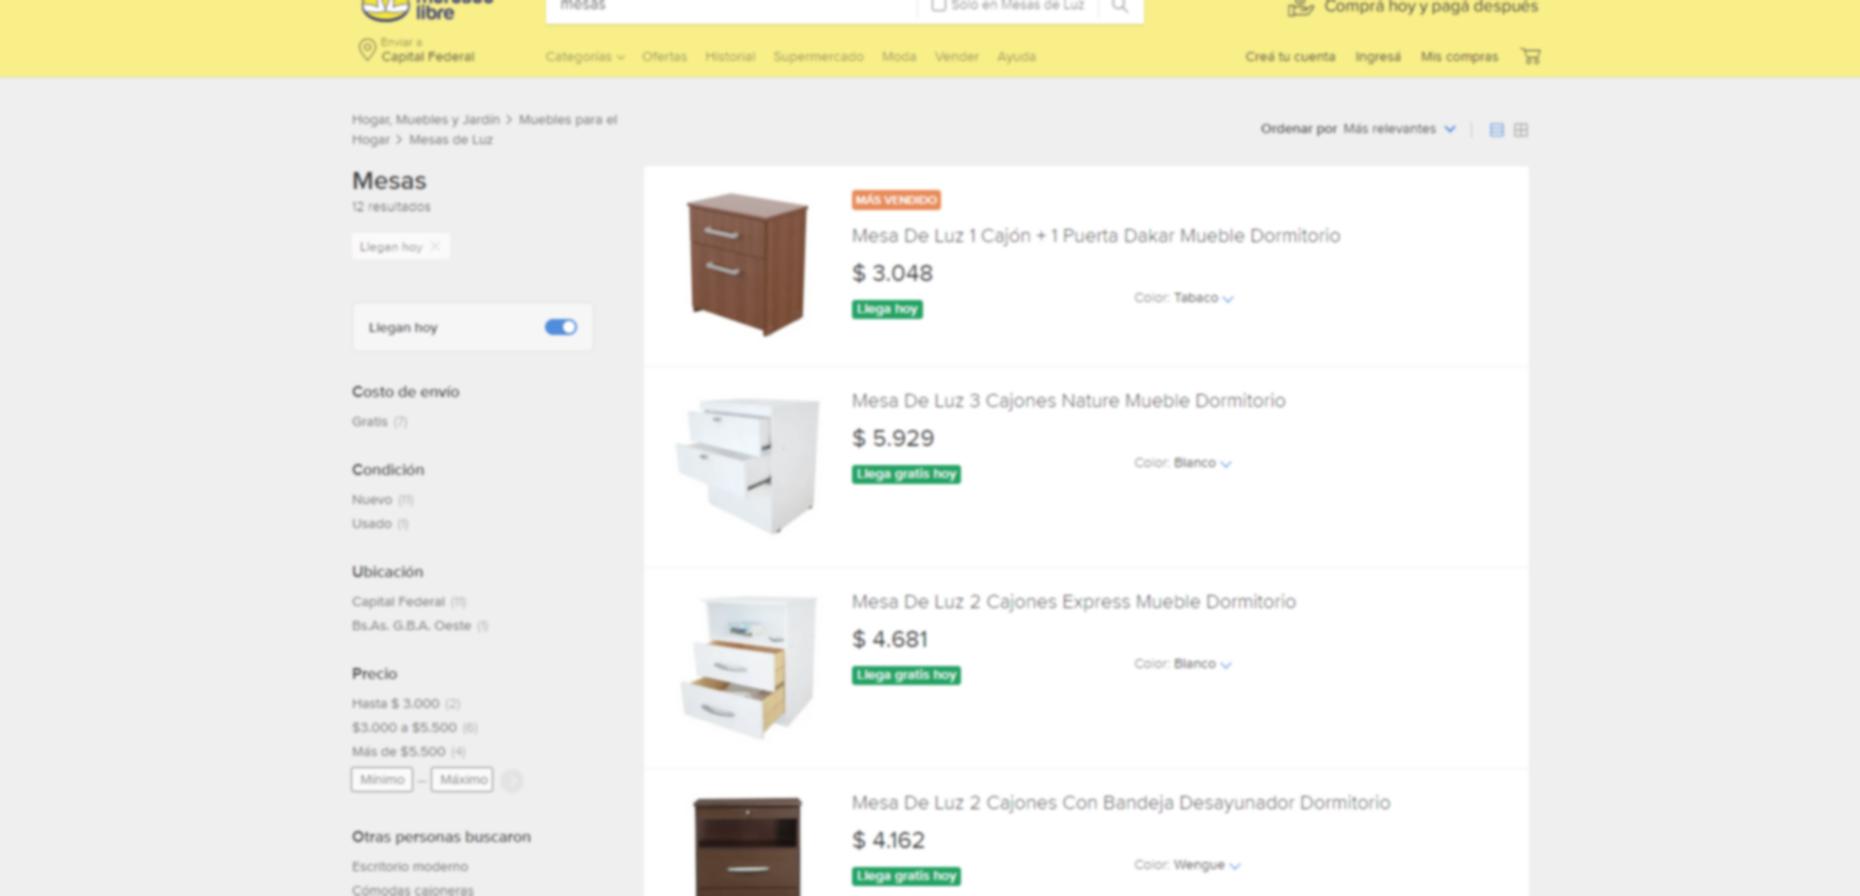 mercado
libre
mesas
Solo en Mesas de Luz
Comprá hoy y pagá después
Enviar a
Capital Federal
Categorías Ofertas Historial Supermercado Moda Vender Ayuda
Creá tu cuenta Ingresá Mis compras
Hogar, Muebles y Jardín > Muebles para el
Hogar > Mesas de Luz
Ordenar por Más relevantes
Mesas
12 resultados
Llegan hoy
Llegan hoy
Costo de envío
Gratis (7)
Condición
Nuevo (11)
Usado (1)
Ubicación
Capital Federal (11)
Bs.As. G.B.A. Oeste (1)
Precio
Hasta $ 3.000 (2)
$3.000 a $5.500 (6)
Más de $5.500 (4)
Mínimo – Máximo
Otras personas buscaron
Escritorio moderno
Cómodas cajoneras
MÁS VENDIDO
Mesa De Luz 1 Cajón + 1 Puerta Dakar Mueble Dormitorio
$ 3.048
Color: Tabaco
Llega hoy
Mesa De Luz 3 Cajones Nature Mueble Dormitorio
$ 5.929
Color: Blanco
Llega gratis hoy
Mesa De Luz 2 Cajones Express Mueble Dormitorio
$ 4.681
Color: Blanco
Llega gratis hoy
Mesa De Luz 2 Cajones Con Bandeja Desayunador Dormitorio
$ 4.162
Color: Wengue
Llega gratis hoy